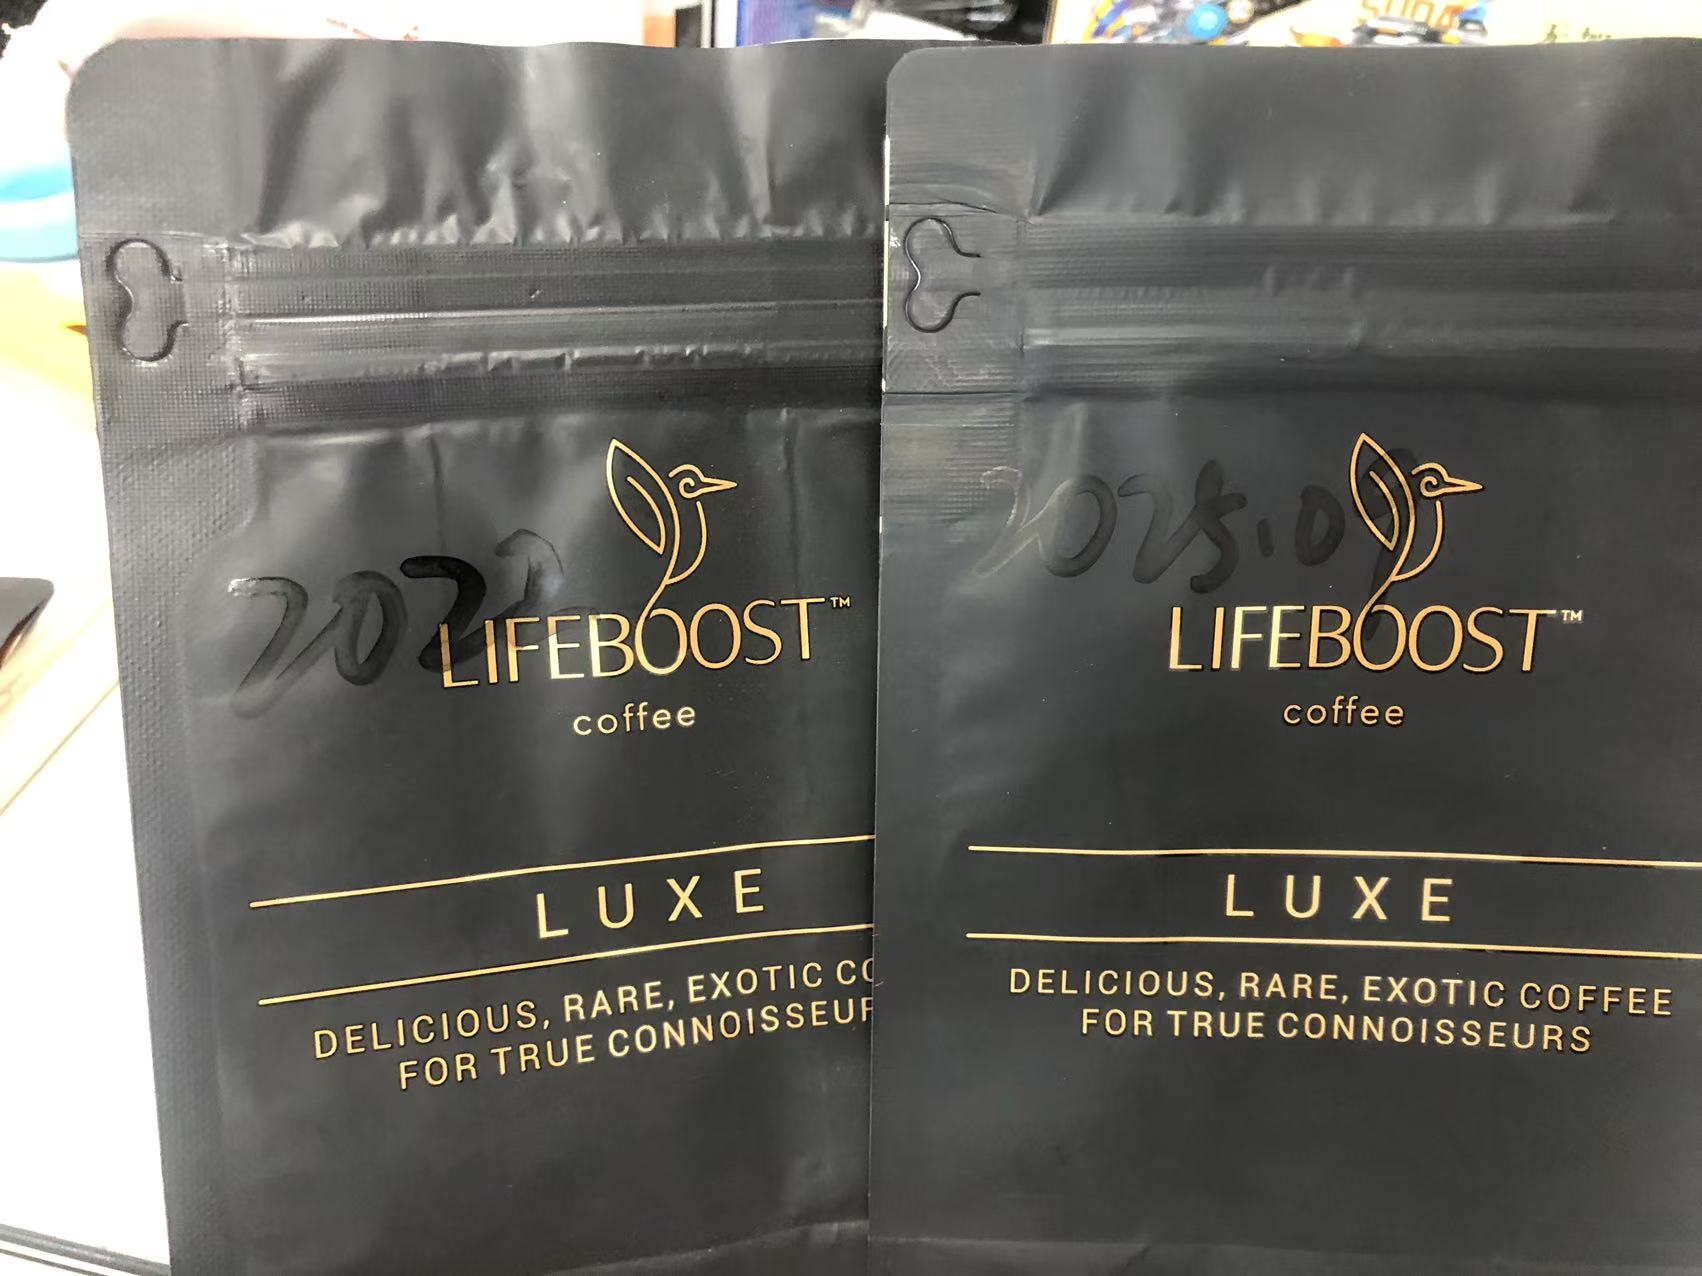 2022
LIFEBOOST™
coffee
LUXE
DELICIOUS, RARE, EXOTIC CO
FOR TRUE CONNOISSEUR
2025.09
LIFEBOOST™
coffee
LUXE
DELICIOUS, RARE, EXOTIC COFFEE
FOR TRUE CONNOISSEURS